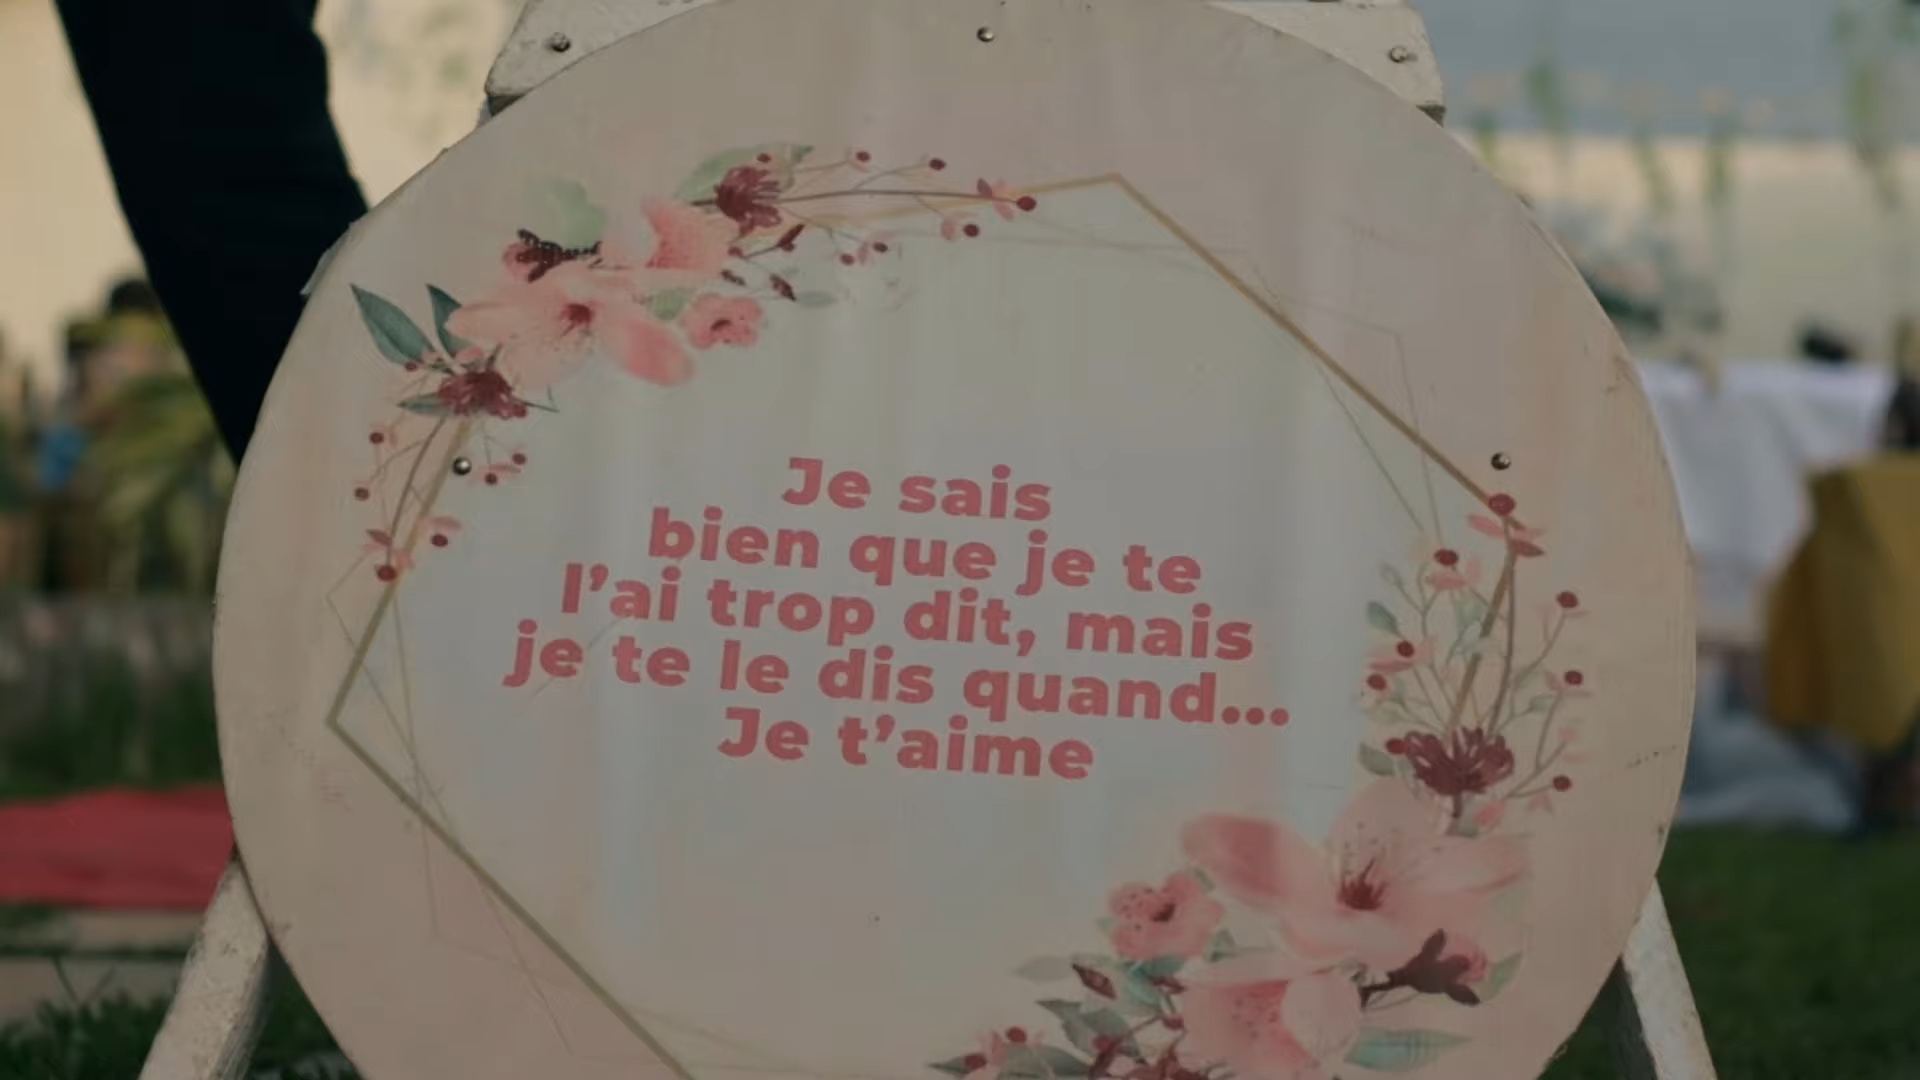 Je sais
bien que je te
l’ai trop dit, mais
je te le dis quand...
Je t’aime